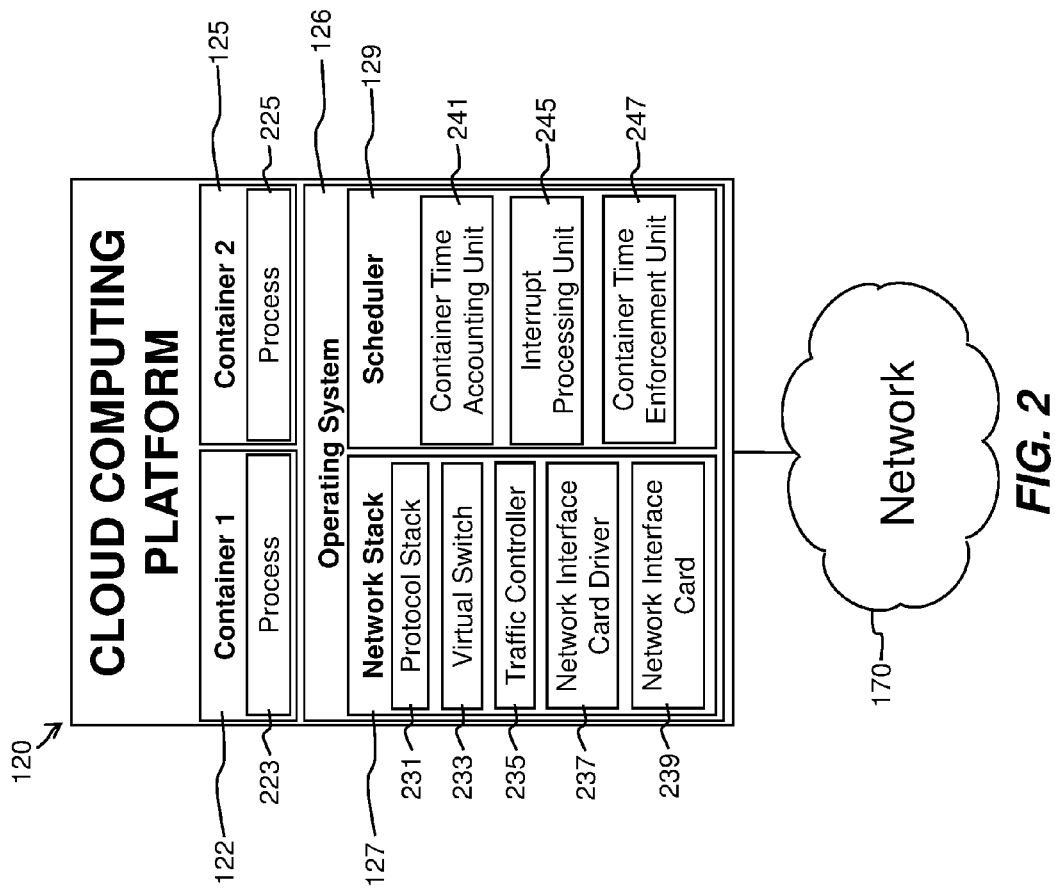 120
CLOUD COMPUTING
PLATFORM
122
Container 1
223
Process
Container 2
125
Process
225
Operating System
126
127
Network Stack
231
Protocol Stack
233
Virtual Switch
235
Traffic Controller
237
Network Interface
Card Driver
239
Network Interface
Card
Scheduler
129
Container Time
Accounting Unit
241
Interrupt
Processing Unit
245
Container Time
Enforcement Unit
247
170
Network
FIG. 2